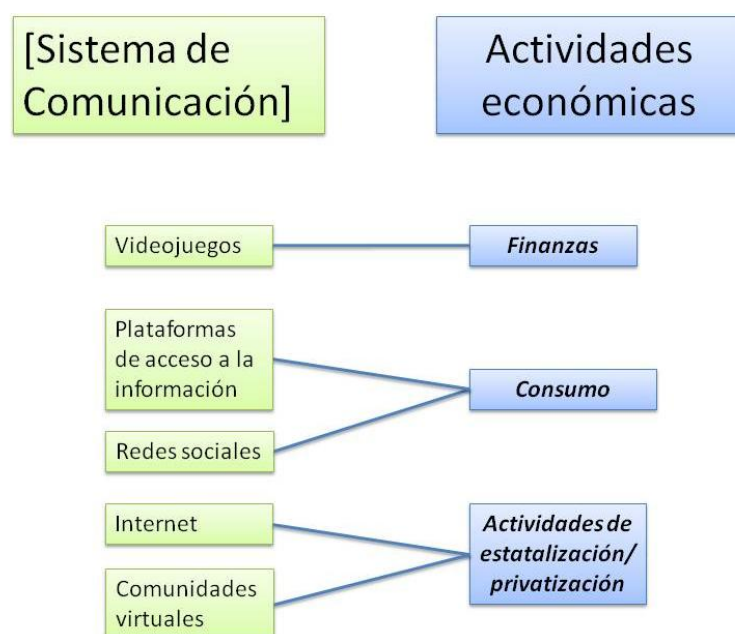 [Sistema de
Comunicación]
Actividades
económicas
Videojuegos
Finanzas
Plataformas
de acceso a la
información
Consumo
Redes sociales
Internet
Actividades de
estatalización/
privatización
Comunidades
virtuales